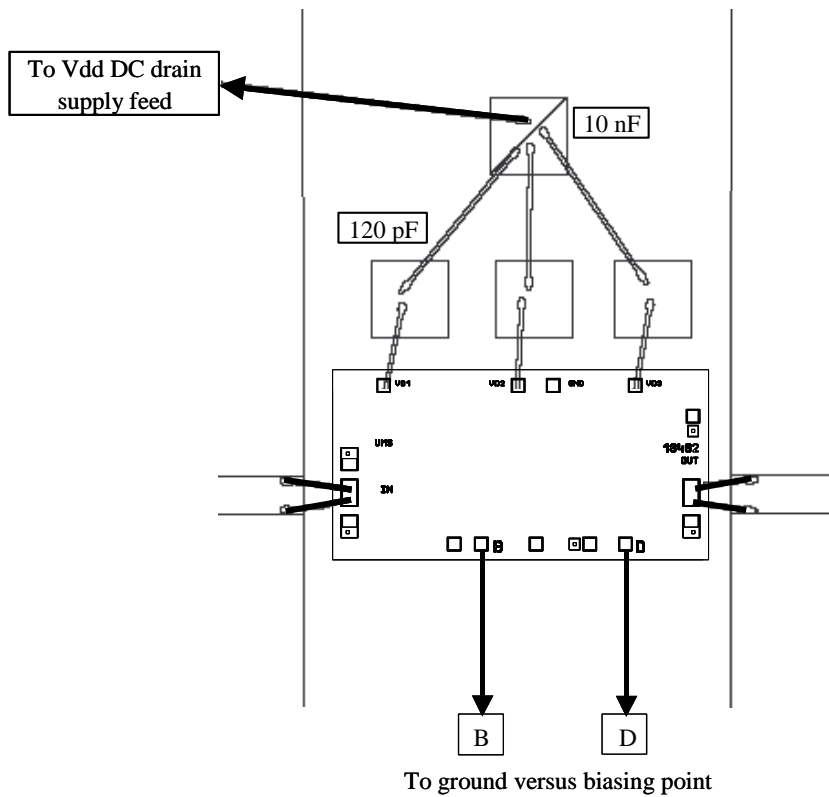 To Vdd DC drain
supply feed
10 nF
120 pF
VD1
VD2
GND
VD3
UMS
IN
OUT
B
D
B
D
To ground versus biasing point